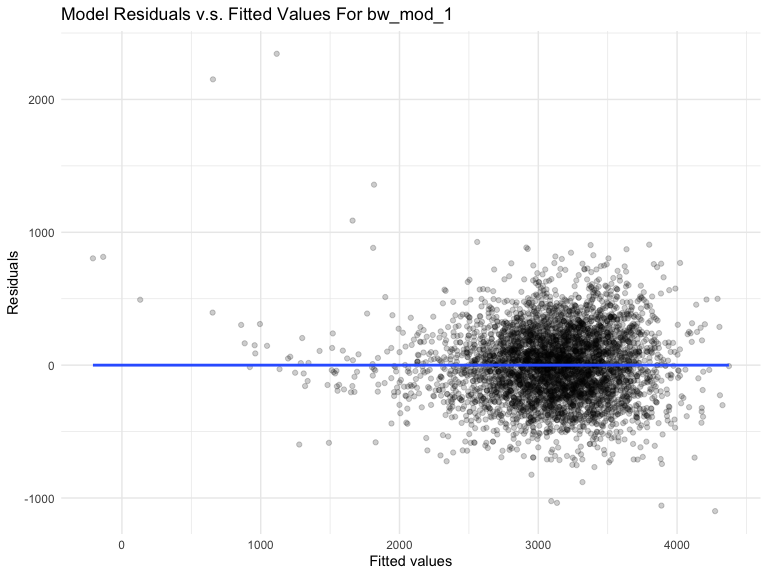 Model Residuals v.s. Fitted Values For bw_mod_1
Residuals
2000
1000
0
-1000
0 1000 2000 3000 4000
Fitted values